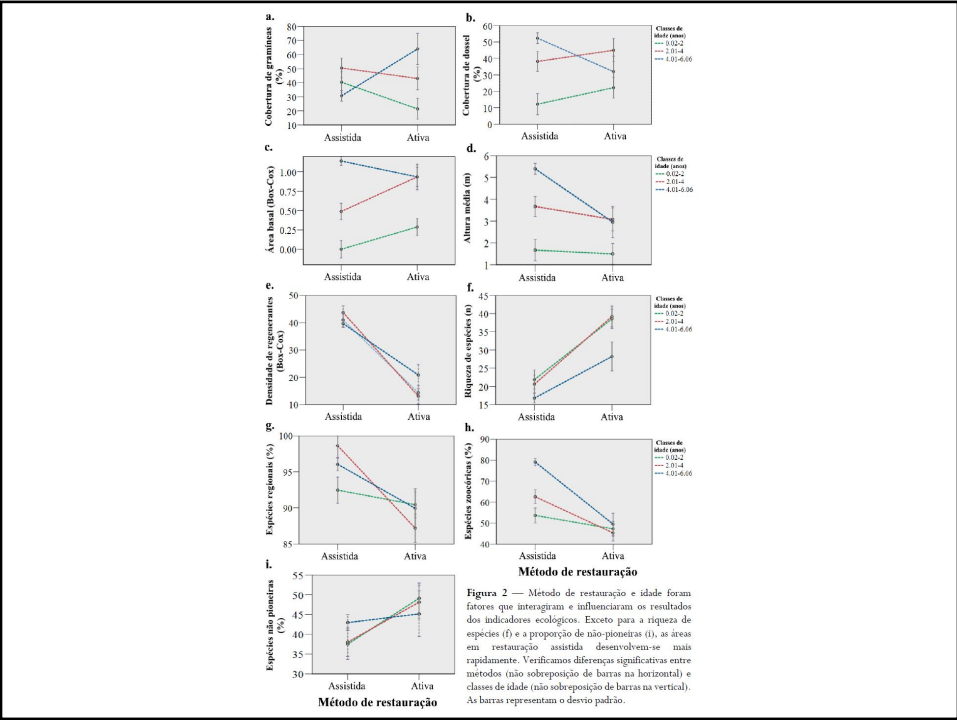 a.
Cobertura de gramíneas
(%)
80
70
60
50
40
30
20
10
Assistida
Ativa
b.
Cobertura de dossel
(%)
60
50
40
30
20
10
0
Assistida
Ativa
Classes de
idade (anos)
0.02-2
2.01-4
4.01-6.06
c.
Área basal (Box-Cox)
1.00
0.75
0.50
0.25
0.00
Assistida
Ativa
d.
Altura média (m)
6
5
4
3
2
1
Assistida
Ativa
Classes de
idade (anos)
0.02-2
2.01-4
4.01-6.06
e.
Densidade de regenerantes
(Box-Cox)
50
40
30
20
10
Assistida
Ativa
f.
Riqueza de espécies (n)
45
40
35
30
25
20
15
Assistida
Ativa
Classes de
idade (anos)
0.02-2
2.01-4
4.01-6.06
g.
Espécies regionais (%)
100
95
90
85
Assistida
Ativa
h.
Espécies zoocóricas (%)
90
80
70
60
50
40
Assistida
Ativa
Método de restauração
Classes de
idade (anos)
0.02-2
2.01-4
4.01-6.06
i.
Espécies não pioneiras
(%)
55
50
45
40
35
30
Assistida
Ativa
Método de restauração
Figura 2 — Método de restauração e idade foram
fatores que interagiram e influenciaram os resultados
dos indicadores ecológicos. Exceto para a riqueza de
espécies (f) e a proporção de não-pioneiras (i), as áreas
em restauração assistida desenvolvem-se mais
rapidamente. Verificamos diferenças significativas entre
métodos (não sobreposição de barras na horizontal) e
classes de idade (não sobreposição de barras na vertical).
As barras representam o desvio padrão.